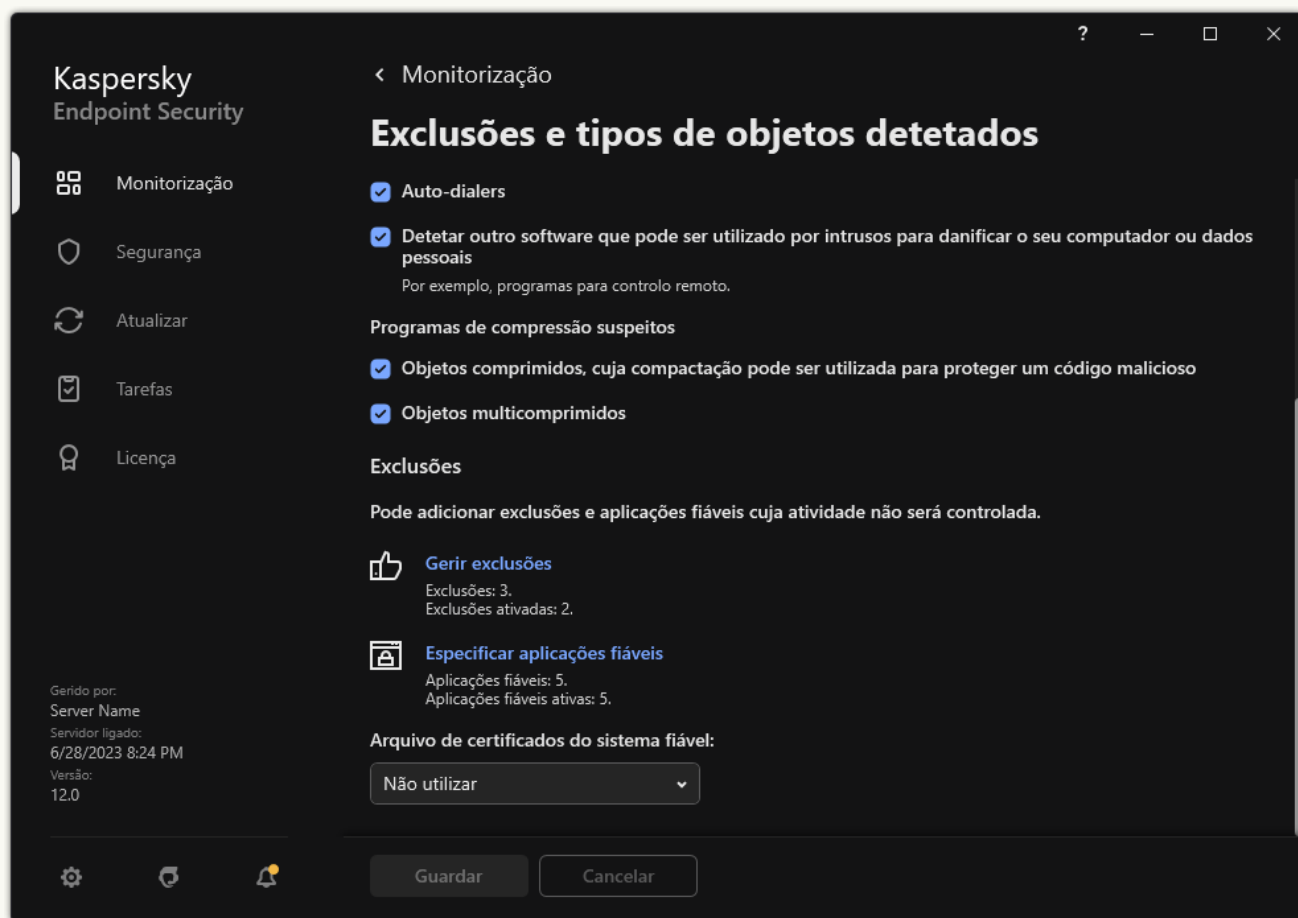 ?
Kaspersky
Endpoint Security
Monitorização
Segurança
Atualizar
Tarefas
Licença
Gerido por:
Server Name
Servidor ligado:
6/28/2023 8:24 PM
Versão:
12.0
Monitorização
Exclusões e tipos de objetos detetados
Auto-dialers
Detetar outro software que pode ser utilizado por intrusos para danificar o seu computador ou dados
pessoais
Por exemplo, programas para controlo remoto.
Programas de compressão suspeitos
Objetos comprimidos, cuja compactação pode ser utilizada para proteger um código malicioso
Objetos multicomprimidos
Exclusões
Pode adicionar exclusões e aplicações fiáveis cuja atividade não será controlada.
Gerir exclusões
Exclusões: 3.
Exclusões ativadas: 2.
Especificar aplicações fiáveis
Aplicações fiáveis: 5.
Aplicações fiáveis ativas: 5.
Arquivo de certificados do sistema fiável:
Não utilizar
Guardar
Cancelar